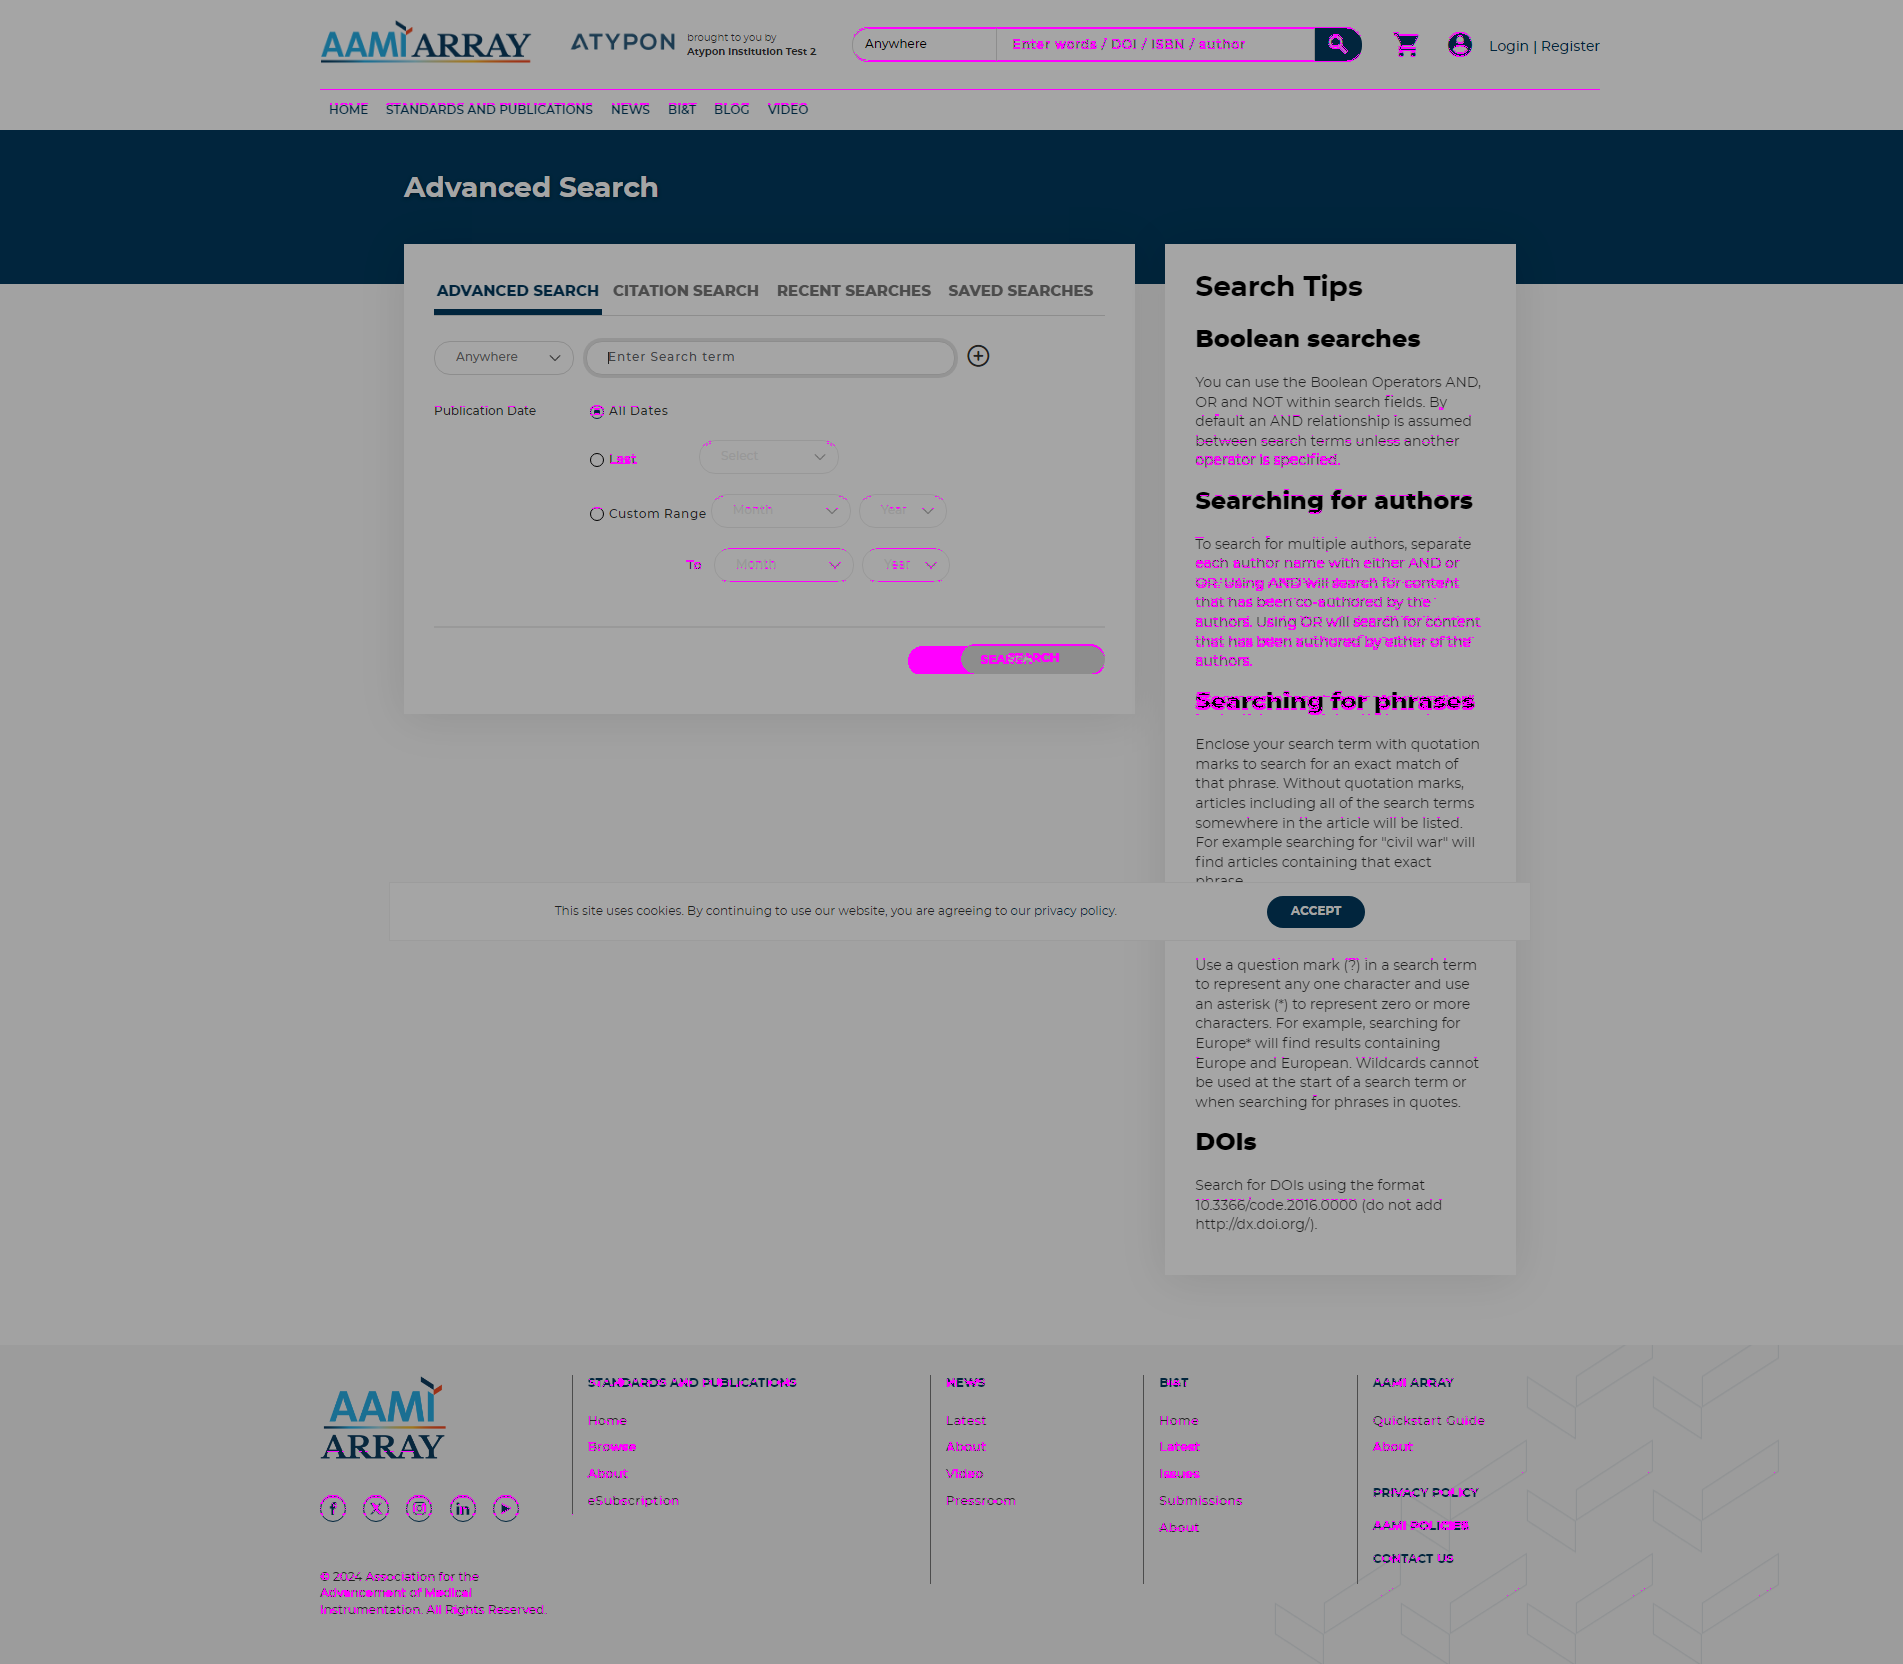 AAMI ARRAY
ATYPON
brought to you by
Atypon Institution Test 2
Anywhere
Enter words / DOI / ISBN / author
Login | Register
HOME STANDARDS AND PUBLICATIONS NEWS BI&T BLOG VIDEO
Advanced Search
ADVANCED SEARCH CITATION SEARCH RECENT SEARCHES SAVED SEARCHES
Anywhere
Enter Search term
Publication Date
All Dates
Last
Select
Custom Range
Month
Year
To
Month
Year
SEARCH
Search Tips
Boolean searches
You can use the Boolean Operators AND,
OR and NOT within search fields. By
default an AND relationship is assumed
between search terms unless another
operator is specified.
Searching for authors
To search for multiple authors, separate
each author name with either AND or
OR. Using AND will search for content
that has been co-authored by the
authors. Using OR will search for content
that has been authored by either of the
authors.
Searching for phrases
Enclose your search term with quotation
marks to search for an exact match of
that phrase. Without quotation marks,
articles including all of the search terms
somewhere in the article will be listed.
For example searching for "civil war" will
find articles containing that exact
phrase.
This site uses cookies. By continuing to use our website, you are agreeing to our privacy policy.
ACCEPT
Use a question mark (?) in a search term
to represent any one character and use
an asterisk (*) to represent zero or more
characters. For example, searching for
Europe* will find results containing
Europe and European. Wildcards cannot
be used at the start of a search term or
when searching for phrases in quotes.
DOIs
Search for DOIs using the format
10.3366/code.2016.0000 (do not add
http://dx.doi.org/).
AAMI
ARRAY
© 2024 Association for the
Advancement of Medical
Instrumentation. All Rights Reserved.
STANDARDS AND PUBLICATIONS
Home
Browse
About
eSubscription
NEWS
Latest
About
Video
Pressroom
BI&T
Home
Latest
Issues
Submissions
About
AAMI ARRAY
Quickstart Guide
About
PRIVACY POLICY
AAMI POLICIES
CONTACT US